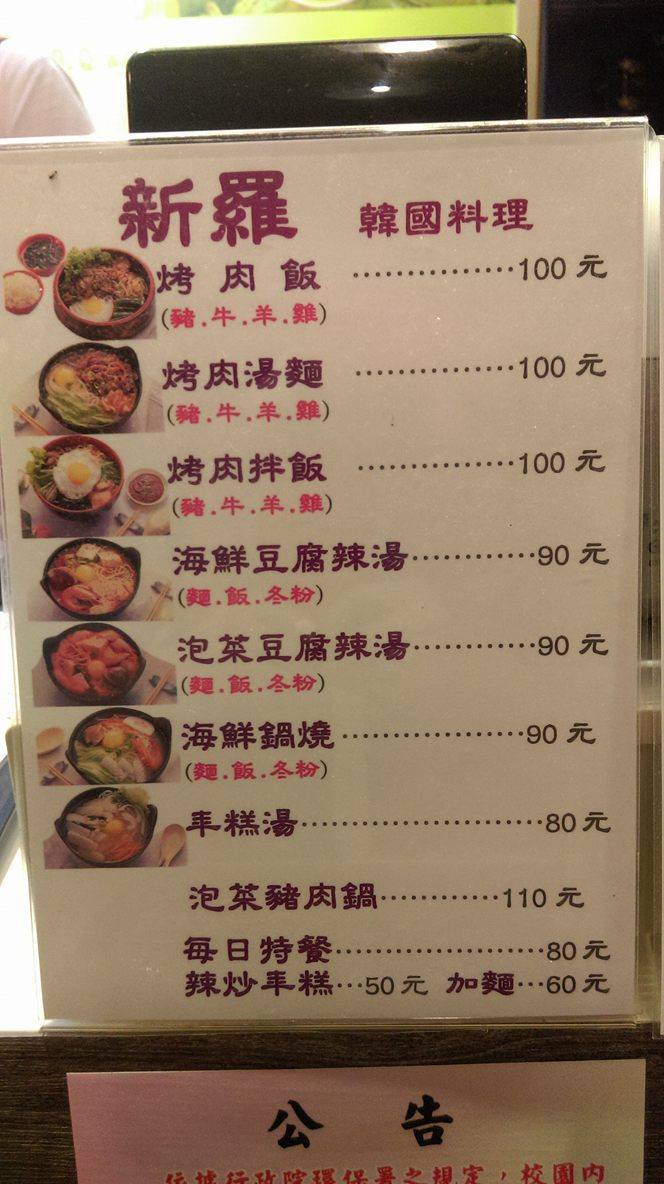 新羅 韓國料理
烤肉飯 ……………100元
(豬.牛.羊.雞)
烤肉湯麵 ……………100元
(豬.牛.羊.雞)
烤肉拌飯 ……………100元
(豬.牛.羊.雞)
海鮮豆腐辣湯…………90元
(麵.飯.冬粉)
泡菜豆腐辣湯…………90元
(麵.飯.冬粉)
海鮮鍋燒………………90元
(麵.飯.冬粉)
年糕湯……………………80元
泡菜豬肉鍋…………110元
每日特餐…………………80元
辣炒年糕…50元 加麵…60元
公告
依據行政院環保署之規定，校園內